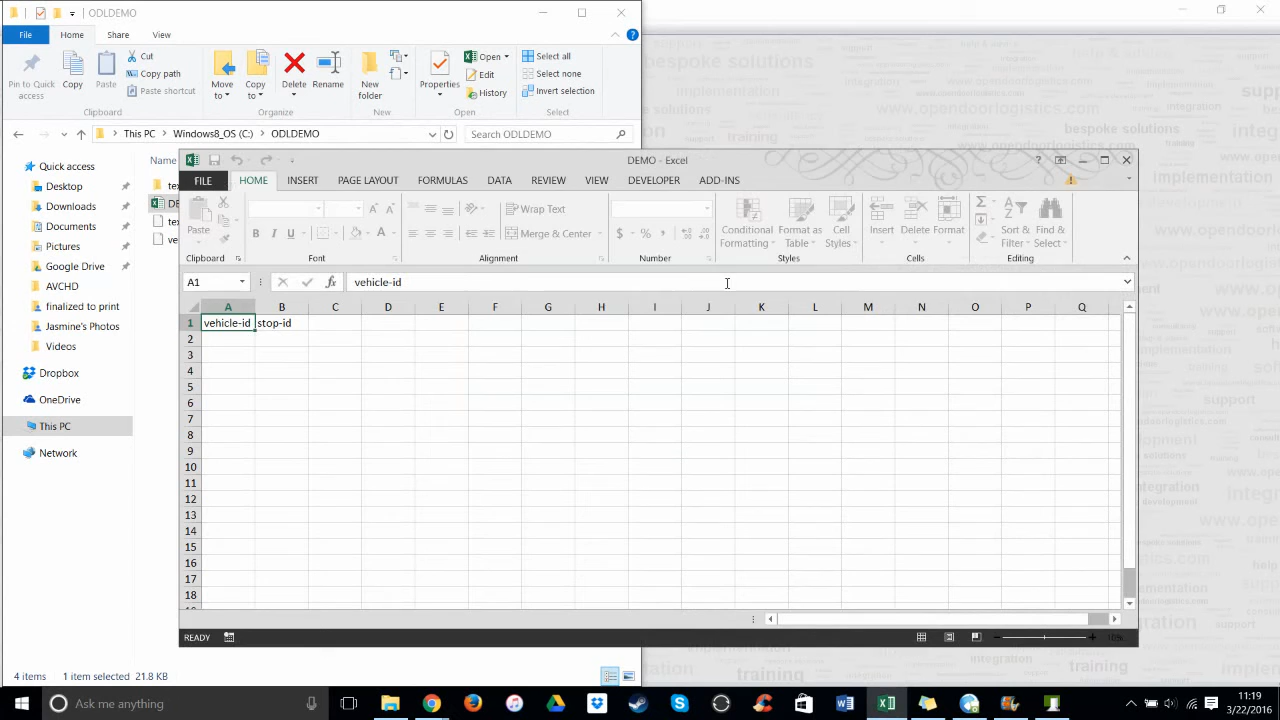 ODLDEMO
File Home Share View
Pin to Quick access
Copy
Paste
Cut
Copy path
Paste shortcut
Move to
Copy to
Delete
Rename
New folder
Properties
Open
Edit
History
Select all
Select none
Invert selection
Clipboard Organize New Open Select
This PC Windows8_OS (C:) ODLDEMO
Search ODLDEMO
Quick access
Desktop
Downloads
Documents
Pictures
Google Drive
AVCHD
finalized to print
Jasmine's Photos
Videos
Dropbox
OneDrive
This PC
Network
Name
4 items 1 item selected 21.8 KB
DEMO - Excel
FILE HOME INSERT PAGE LAYOUT FORMULAS DATA REVIEW VIEW DEVELOPER ADD-INS
Paste
B I U A
Wrap Text
Merge & Center
$ %
Conditional Formatting
Format as Table
Cell Styles
Insert
Delete
Format
Sort & Filter
Find & Select
Clipboard Font Alignment Number Styles Cells Editing
A1 fx vehicle-id
A B C D E F G H I J K L M N O P Q
1 vehicle-id stop-id
2
3
4
5
6
7
8
9
10
11
12
13
14
15
16
17
18
READY
bespoke solutions
www.opendoorlogistics.com
training
bespoke solutions
integration
support
www.opendoorlogistics.com
training
Ask me anything
11:19
3/22/2016